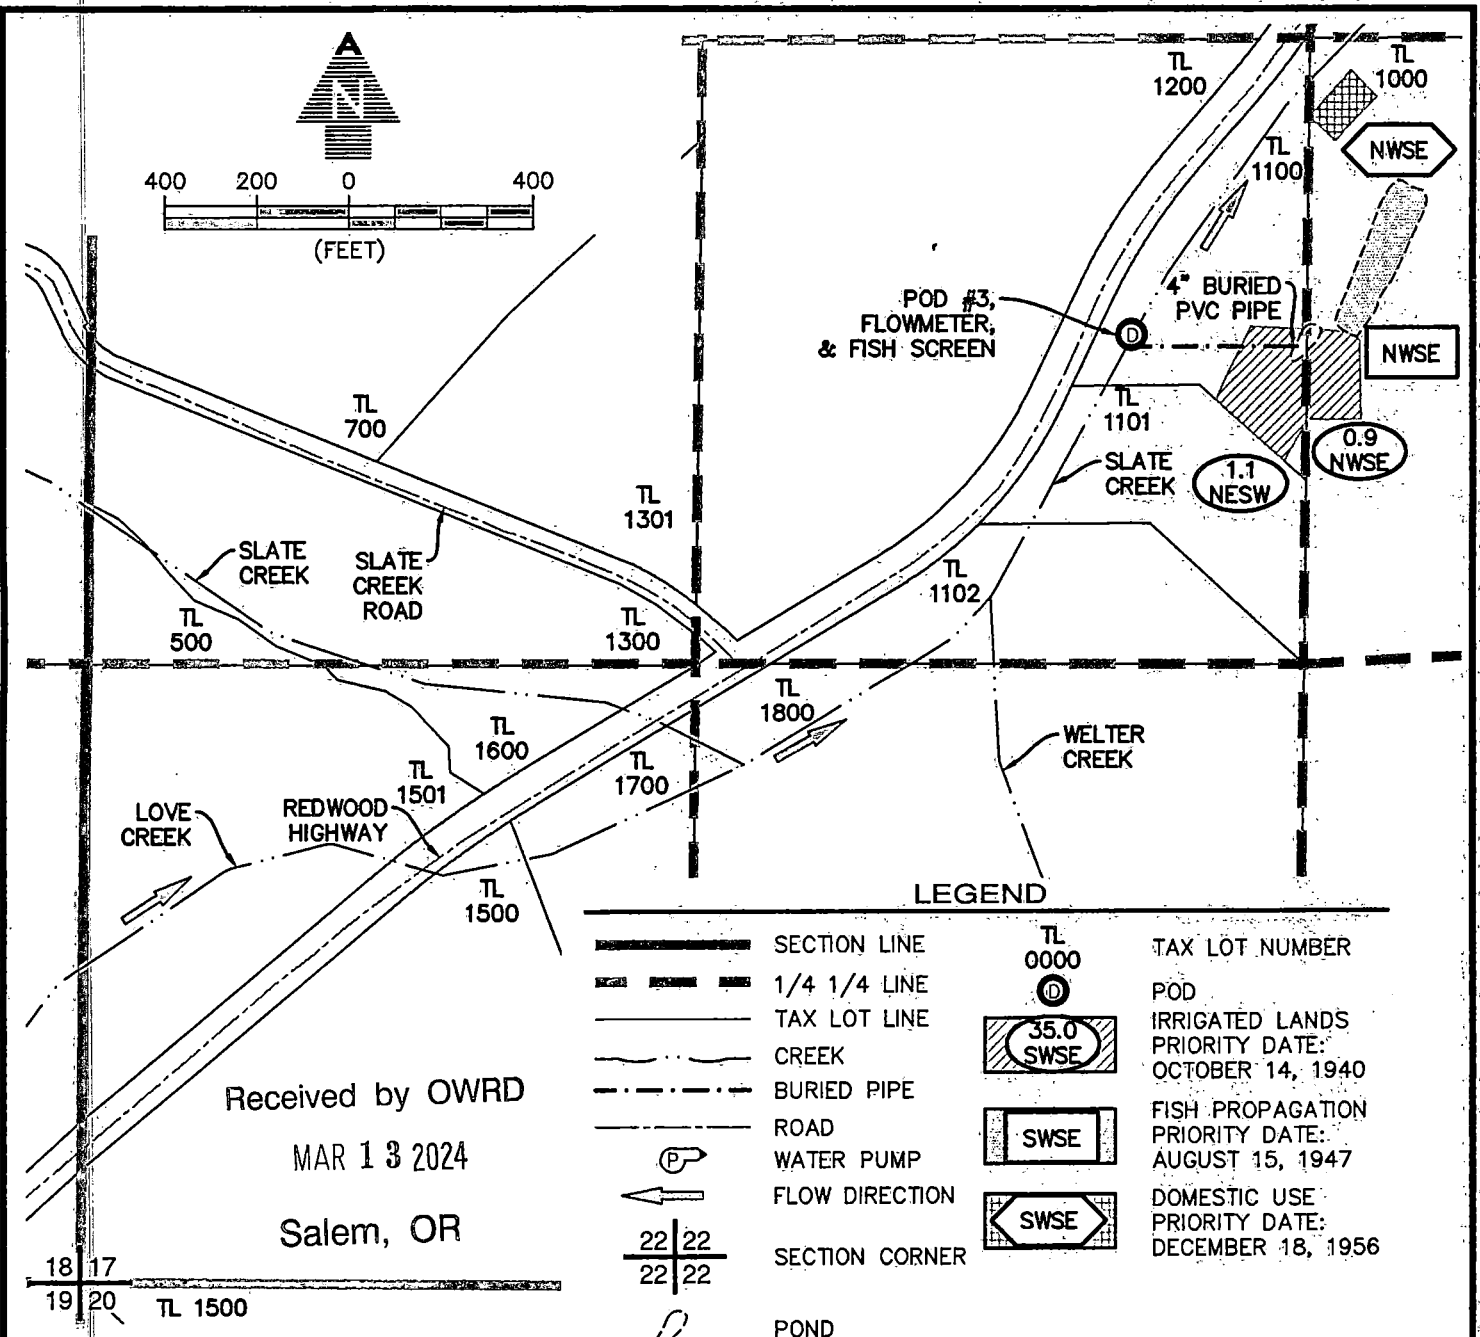 A
N
400 200 0 400
(FEET)
TL
1200
TL
1000
NWSE
TL
1100
POD #3,
FLOWMETER,
& FISH SCREEN
D
4" BURIED
PVC PIPE
NWSE
TL
1101
0.9
NWSE
1.1
NESW
SLATE
CREEK
TL
700
TL
1301
SLATE
CREEK
SLATE
CREEK
ROAD
TL
500
TL
1300
TL
1102
TL
1800
WELTER
CREEK
TL
1600
TL
1700
TL
1501
LOVE
CREEK
REDWOOD
HIGHWAY
TL
1500
LEGEND
SECTION LINE
1/4 1/4 LINE
TAX LOT LINE
CREEK
BURIED PIPE
ROAD
P
WATER PUMP
FLOW DIRECTION
22 22
22 22
SECTION CORNER
POND
TL
0000
TAX LOT NUMBER
D
POD
35.0
SWSE
IRRIGATED LANDS
PRIORITY DATE:
OCTOBER 14, 1940
SWSE
FISH PROPAGATION
PRIORITY DATE:
AUGUST 15, 1947
SWSE
DOMESTIC USE
PRIORITY DATE:
DECEMBER 18, 1956
Received by OWRD
MAR 13 2024
Salem, OR
18 17
19 20
TL 1500